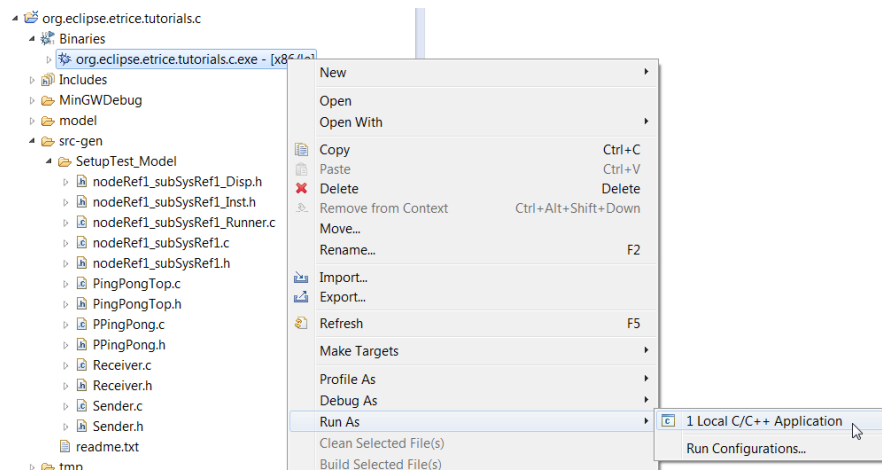 org.eclipse.etrice.tutorials.c
Binaries
org.eclipse.etrice.tutorials.c.exe - [x86/le]
Includes
MinGWDebug
model
src-gen
SetupTest_Model
nodeRef1_subSysRef1_Disp.h
nodeRef1_subSysRef1_Inst.h
nodeRef1_subSysRef1_Runner.c
nodeRef1_subSysRef1.c
nodeRef1_subSysRef1.h
PingPongTop.c
PingPongTop.h
PPingPong.c
PPingPong.h
Receiver.c
Receiver.h
Sender.c
Sender.h
readme.txt
tmp
New
Open
Open With
Copy Ctrl+C
Paste Ctrl+V
Delete Delete
Remove from Context Ctrl+Alt+Shift+Down
Move...
Rename... F2
Import...
Export...
Refresh F5
Make Targets
Profile As
Debug As
Run As
Clean Selected File(s)
Build Selected File(s)
1 Local C/C++ Application
Run Configurations...